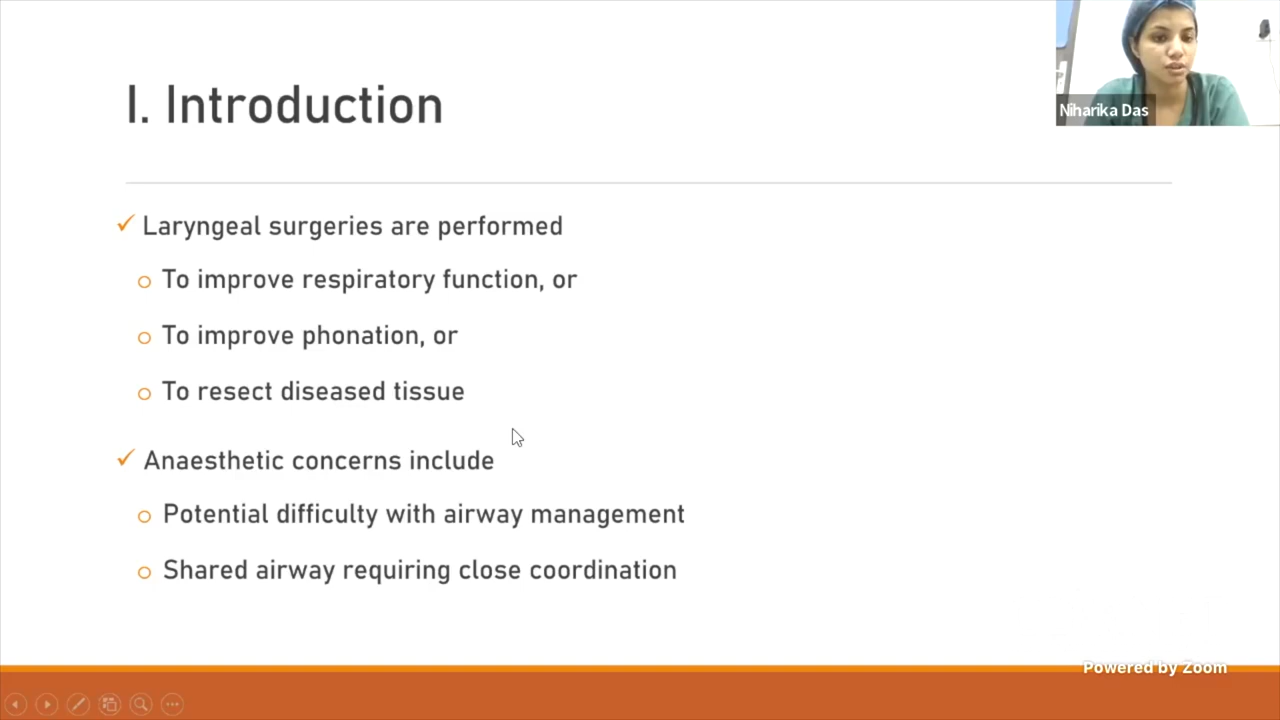 I. Introduction
Niharika Das
✓ Laryngeal surgeries are performed
o To improve respiratory function, or
o To improve phonation, or
o To resect diseased tissue
✓ Anaesthetic concerns include
o Potential difficulty with airway management
o Shared airway requiring close coordination
Powered by Zoom